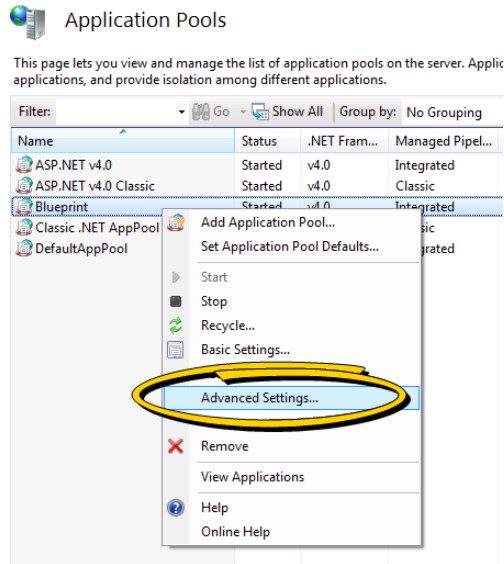 Application Pools
This page lets you view and manage the list of application pools on the server. Applic
applications, and provide isolation among different applications.
Filter: Go Show All Group by: No Grouping
Name Status .NET Fram... Managed Pipel...
ASP.NET v4.0 Started v4.0 Integrated
ASP.NET v4.0 Classic Started v4.0 Classic
Blueprint Started v4.0 Integrated
Classic .NET AppPool sic
DefaultAppPool grated
Add Application Pool...
Set Application Pool Defaults...
Start
Stop
Recycle...
Basic Settings...
Advanced Settings...
Remove
View Applications
Help
Online Help